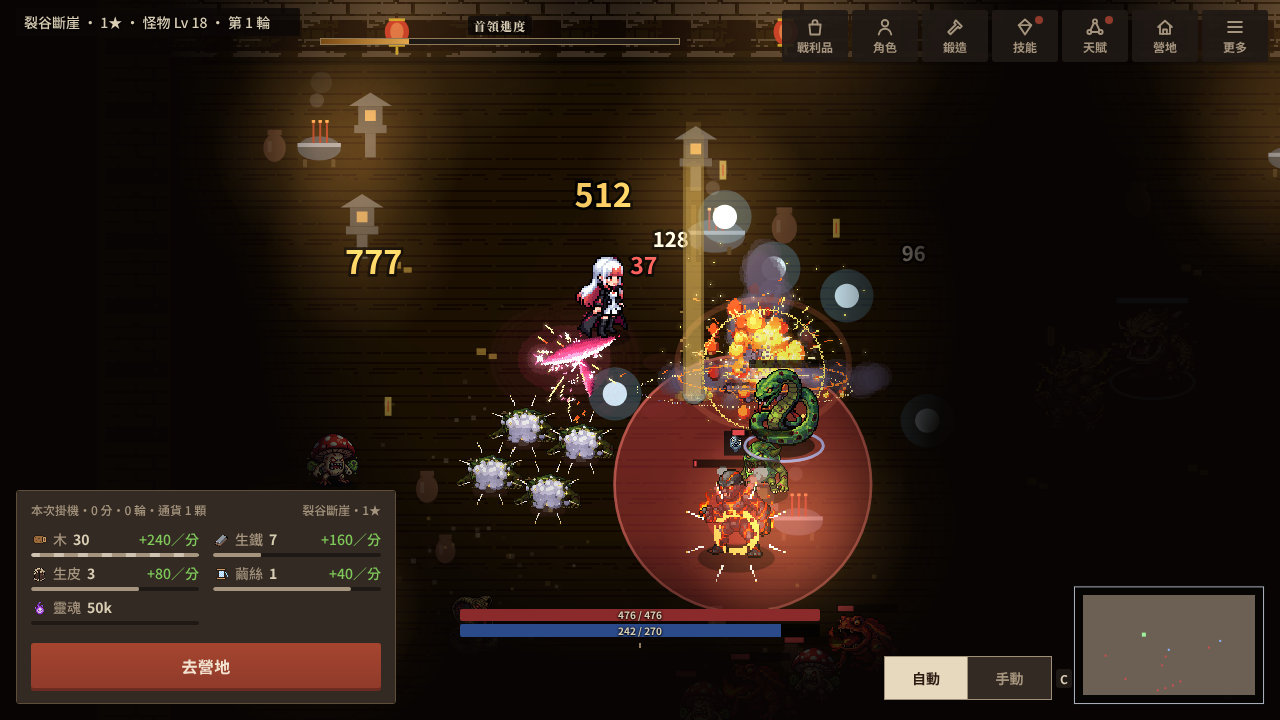 裂谷斷崖・1★・怪物 Lv 18・第 1 輪
首領進度
戰利品
角色
鍛造
技能
天賦
營地
更多
512
128
777
37
96
本次掛機・0 分・0 輪・通貨 1 顆
裂谷斷崖・1★
木 30 +240／分
生鐵 7 +160／分
生皮 3 +80／分
繭絲 1 +40／分
靈魂 50k
去營地
476 / 476
242 / 270
自動
手動
C